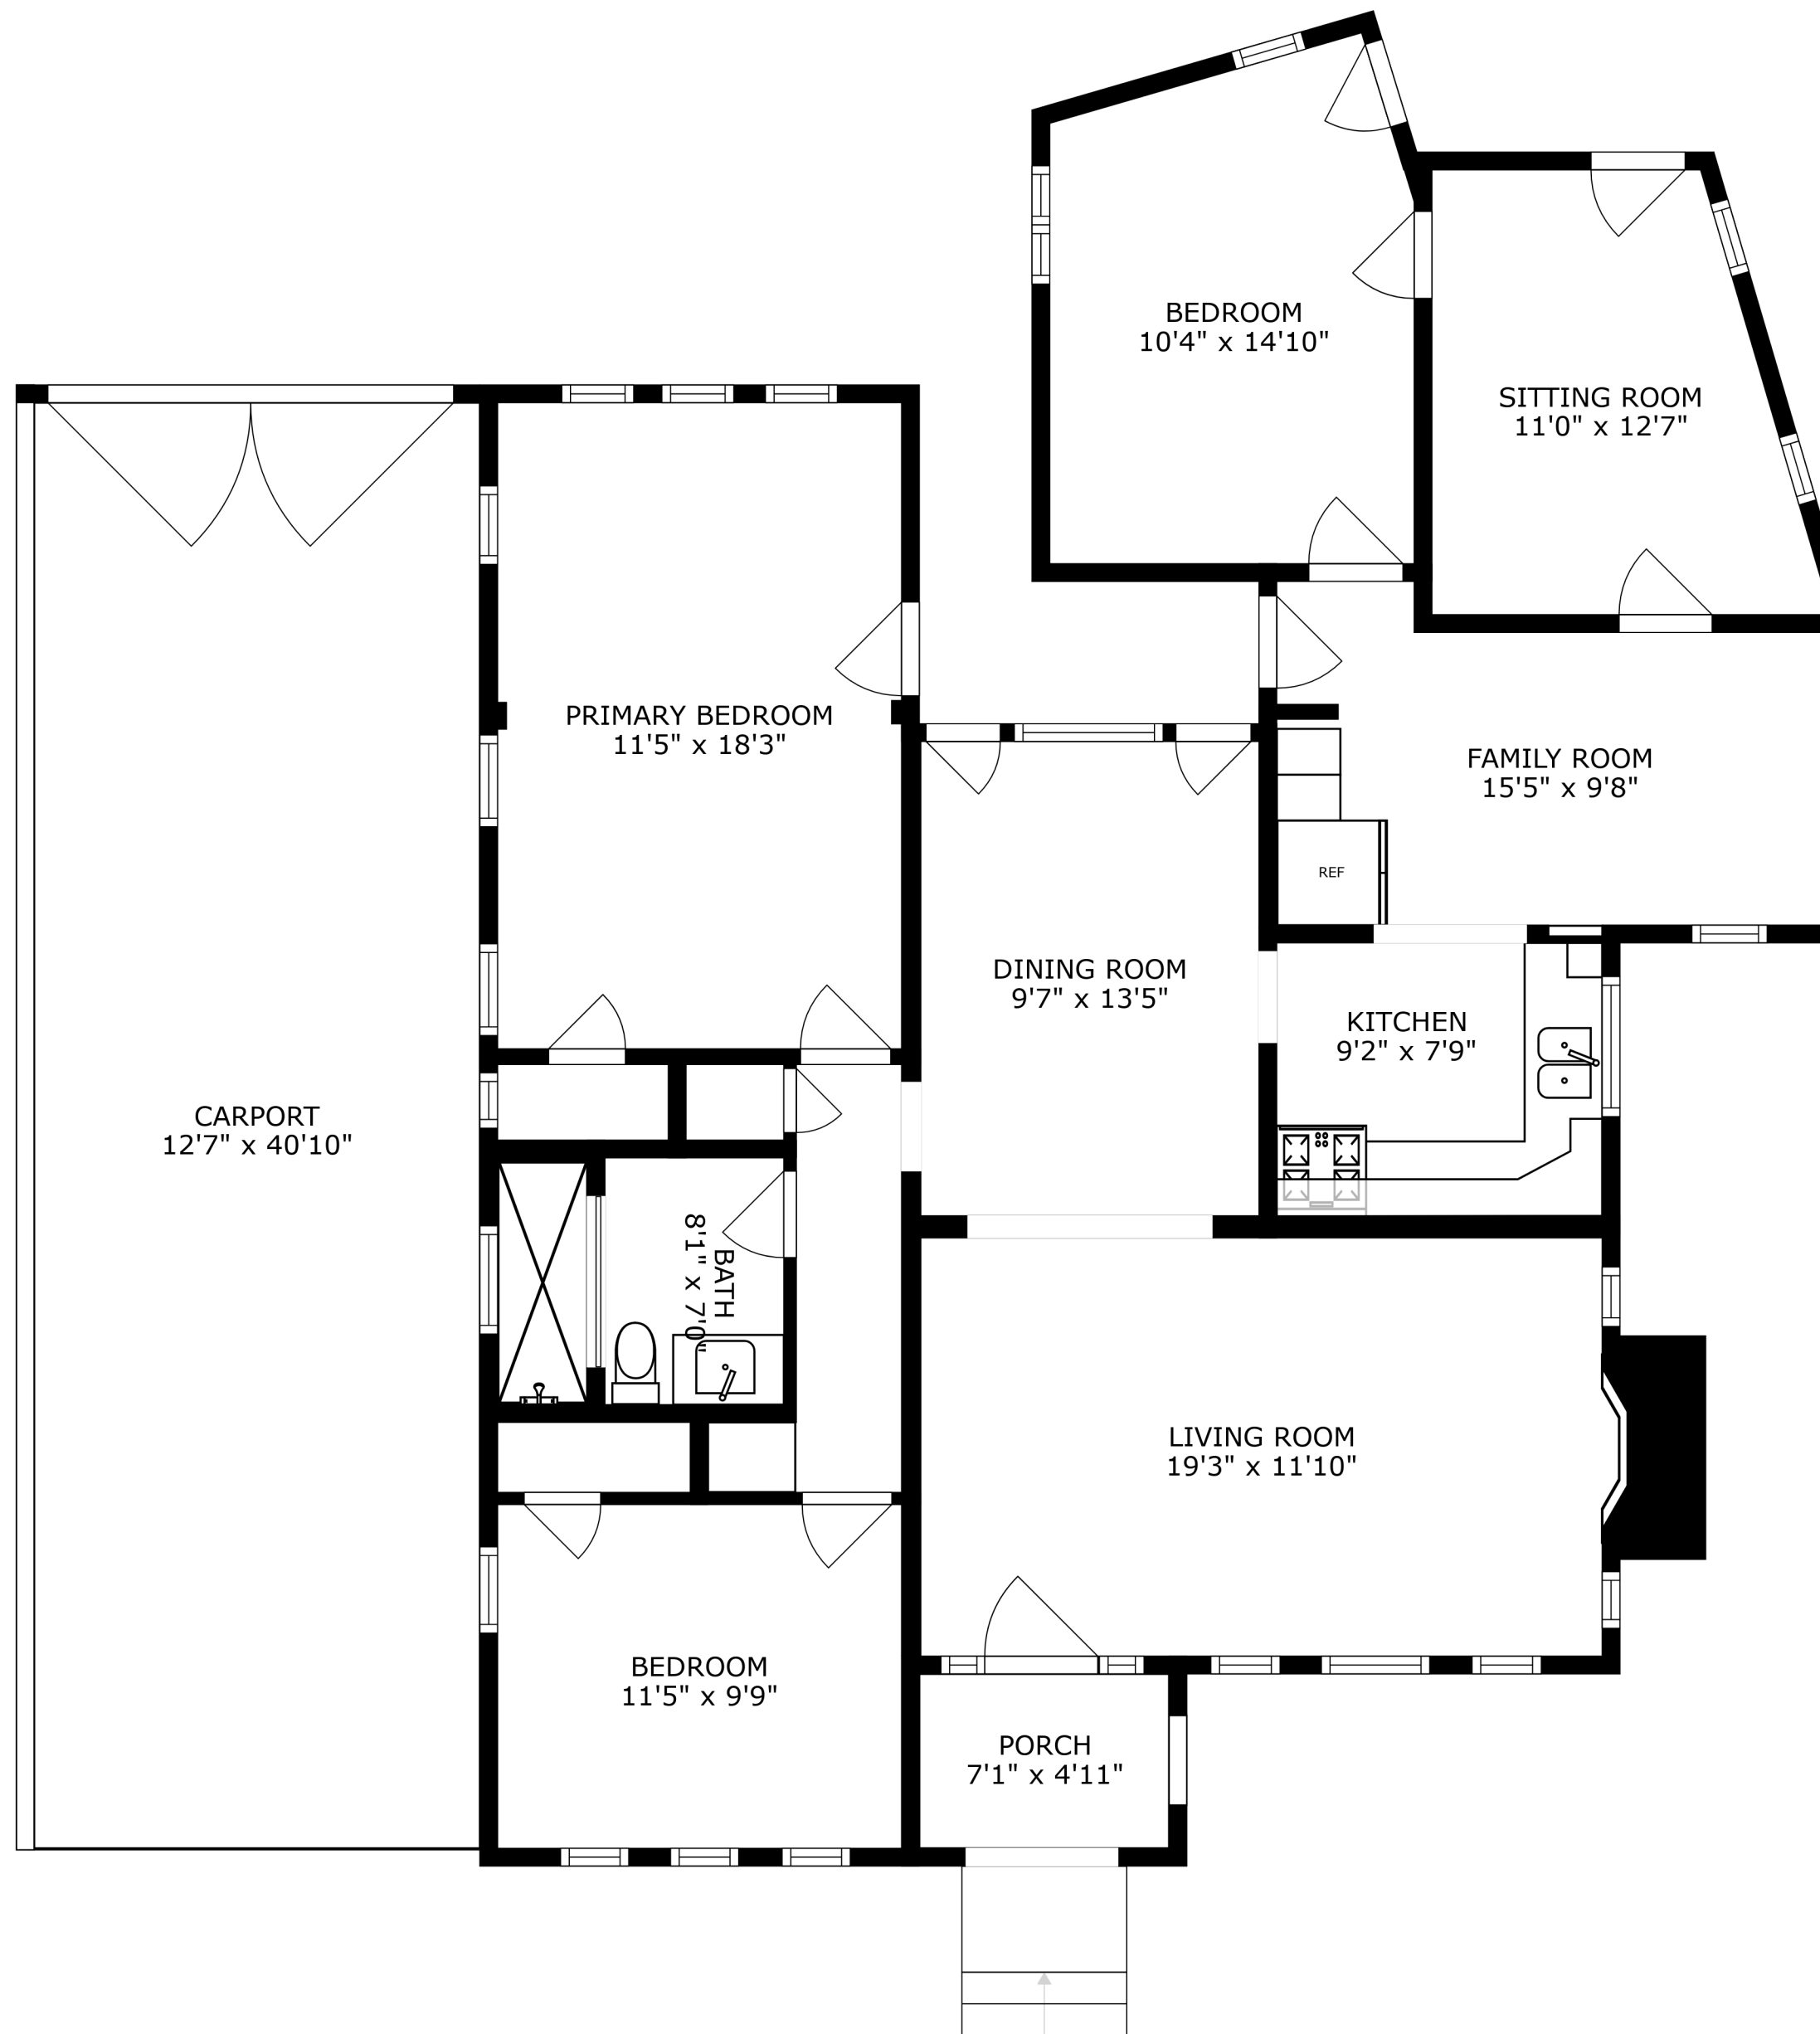 BEDROOM
10'4" x 14'10"
SITTING ROOM
11'0" x 12'7"
PRIMARY BEDROOM
11'5" x 18'3"
FAMILY ROOM
15'5" x 9'8"
REF
DINING ROOM
9'7" x 13'5"
KITCHEN
9'2" x 7'9"
CARPORT
12'7" x 40'10"
BATH
8'1" x 7'0"
LIVING ROOM
19'3" x 11'10"
BEDROOM
11'5" x 9'9"
PORCH
7'1" x 4'11"